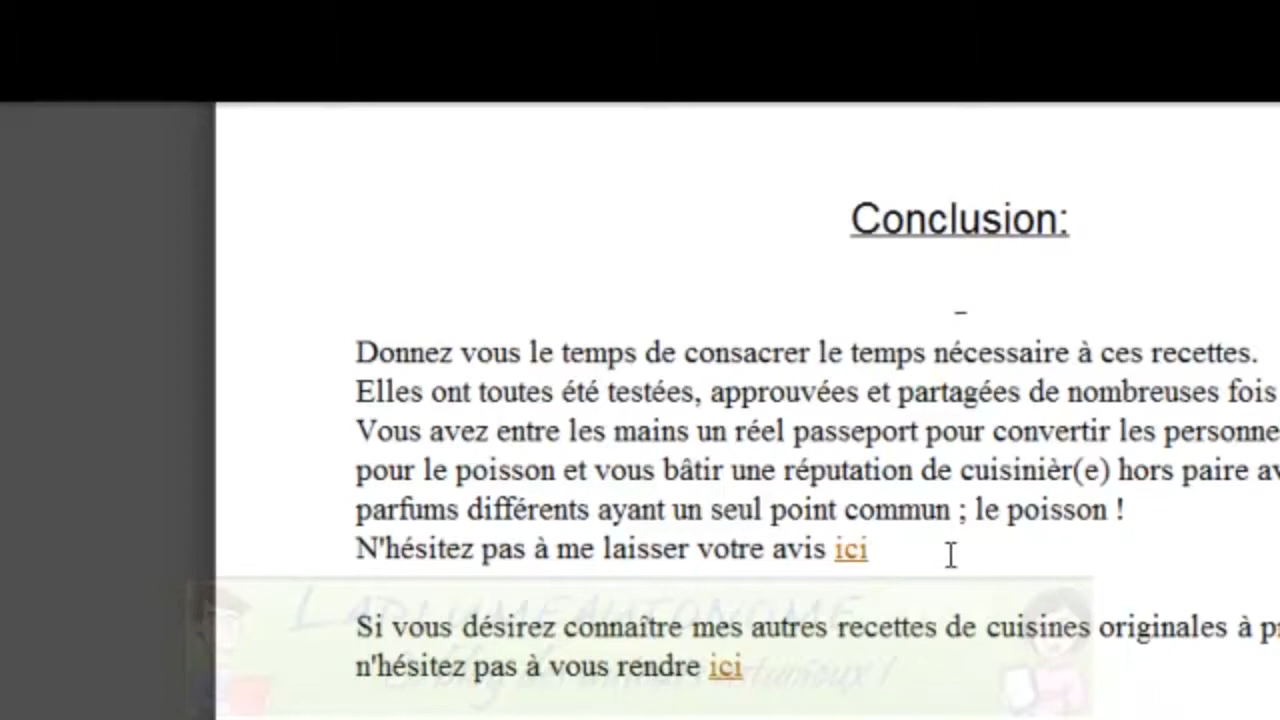 Conclusion:
Donnez vous le temps de consacrer le temps nécessaire à ces recettes.
Elles ont toutes été testées, approuvées et partagées de nombreuses fois
Vous avez entre les mains un réel passeport pour convertir les personne
pour le poisson et vous bâtir une réputation de cuisinièr(e) hors paire av
parfums différents ayant un seul point commun ; le poisson !
N'hésitez pas à me laisser votre avis ici
LAPLUMEAUTONOME
Si vous désirez connaître mes autres recettes de cuisines originales à p
n'hésitez pas à vous rendre ici